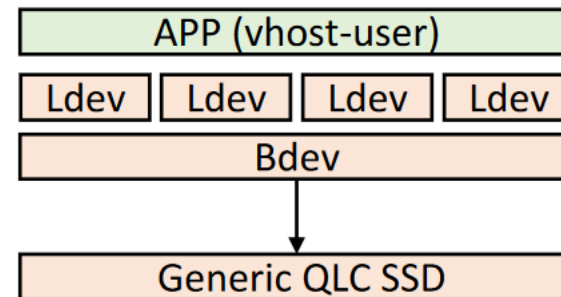 APP (vhost-user)
Ldev Ldev Ldev Ldev
Bdev
Generic QLC SSD